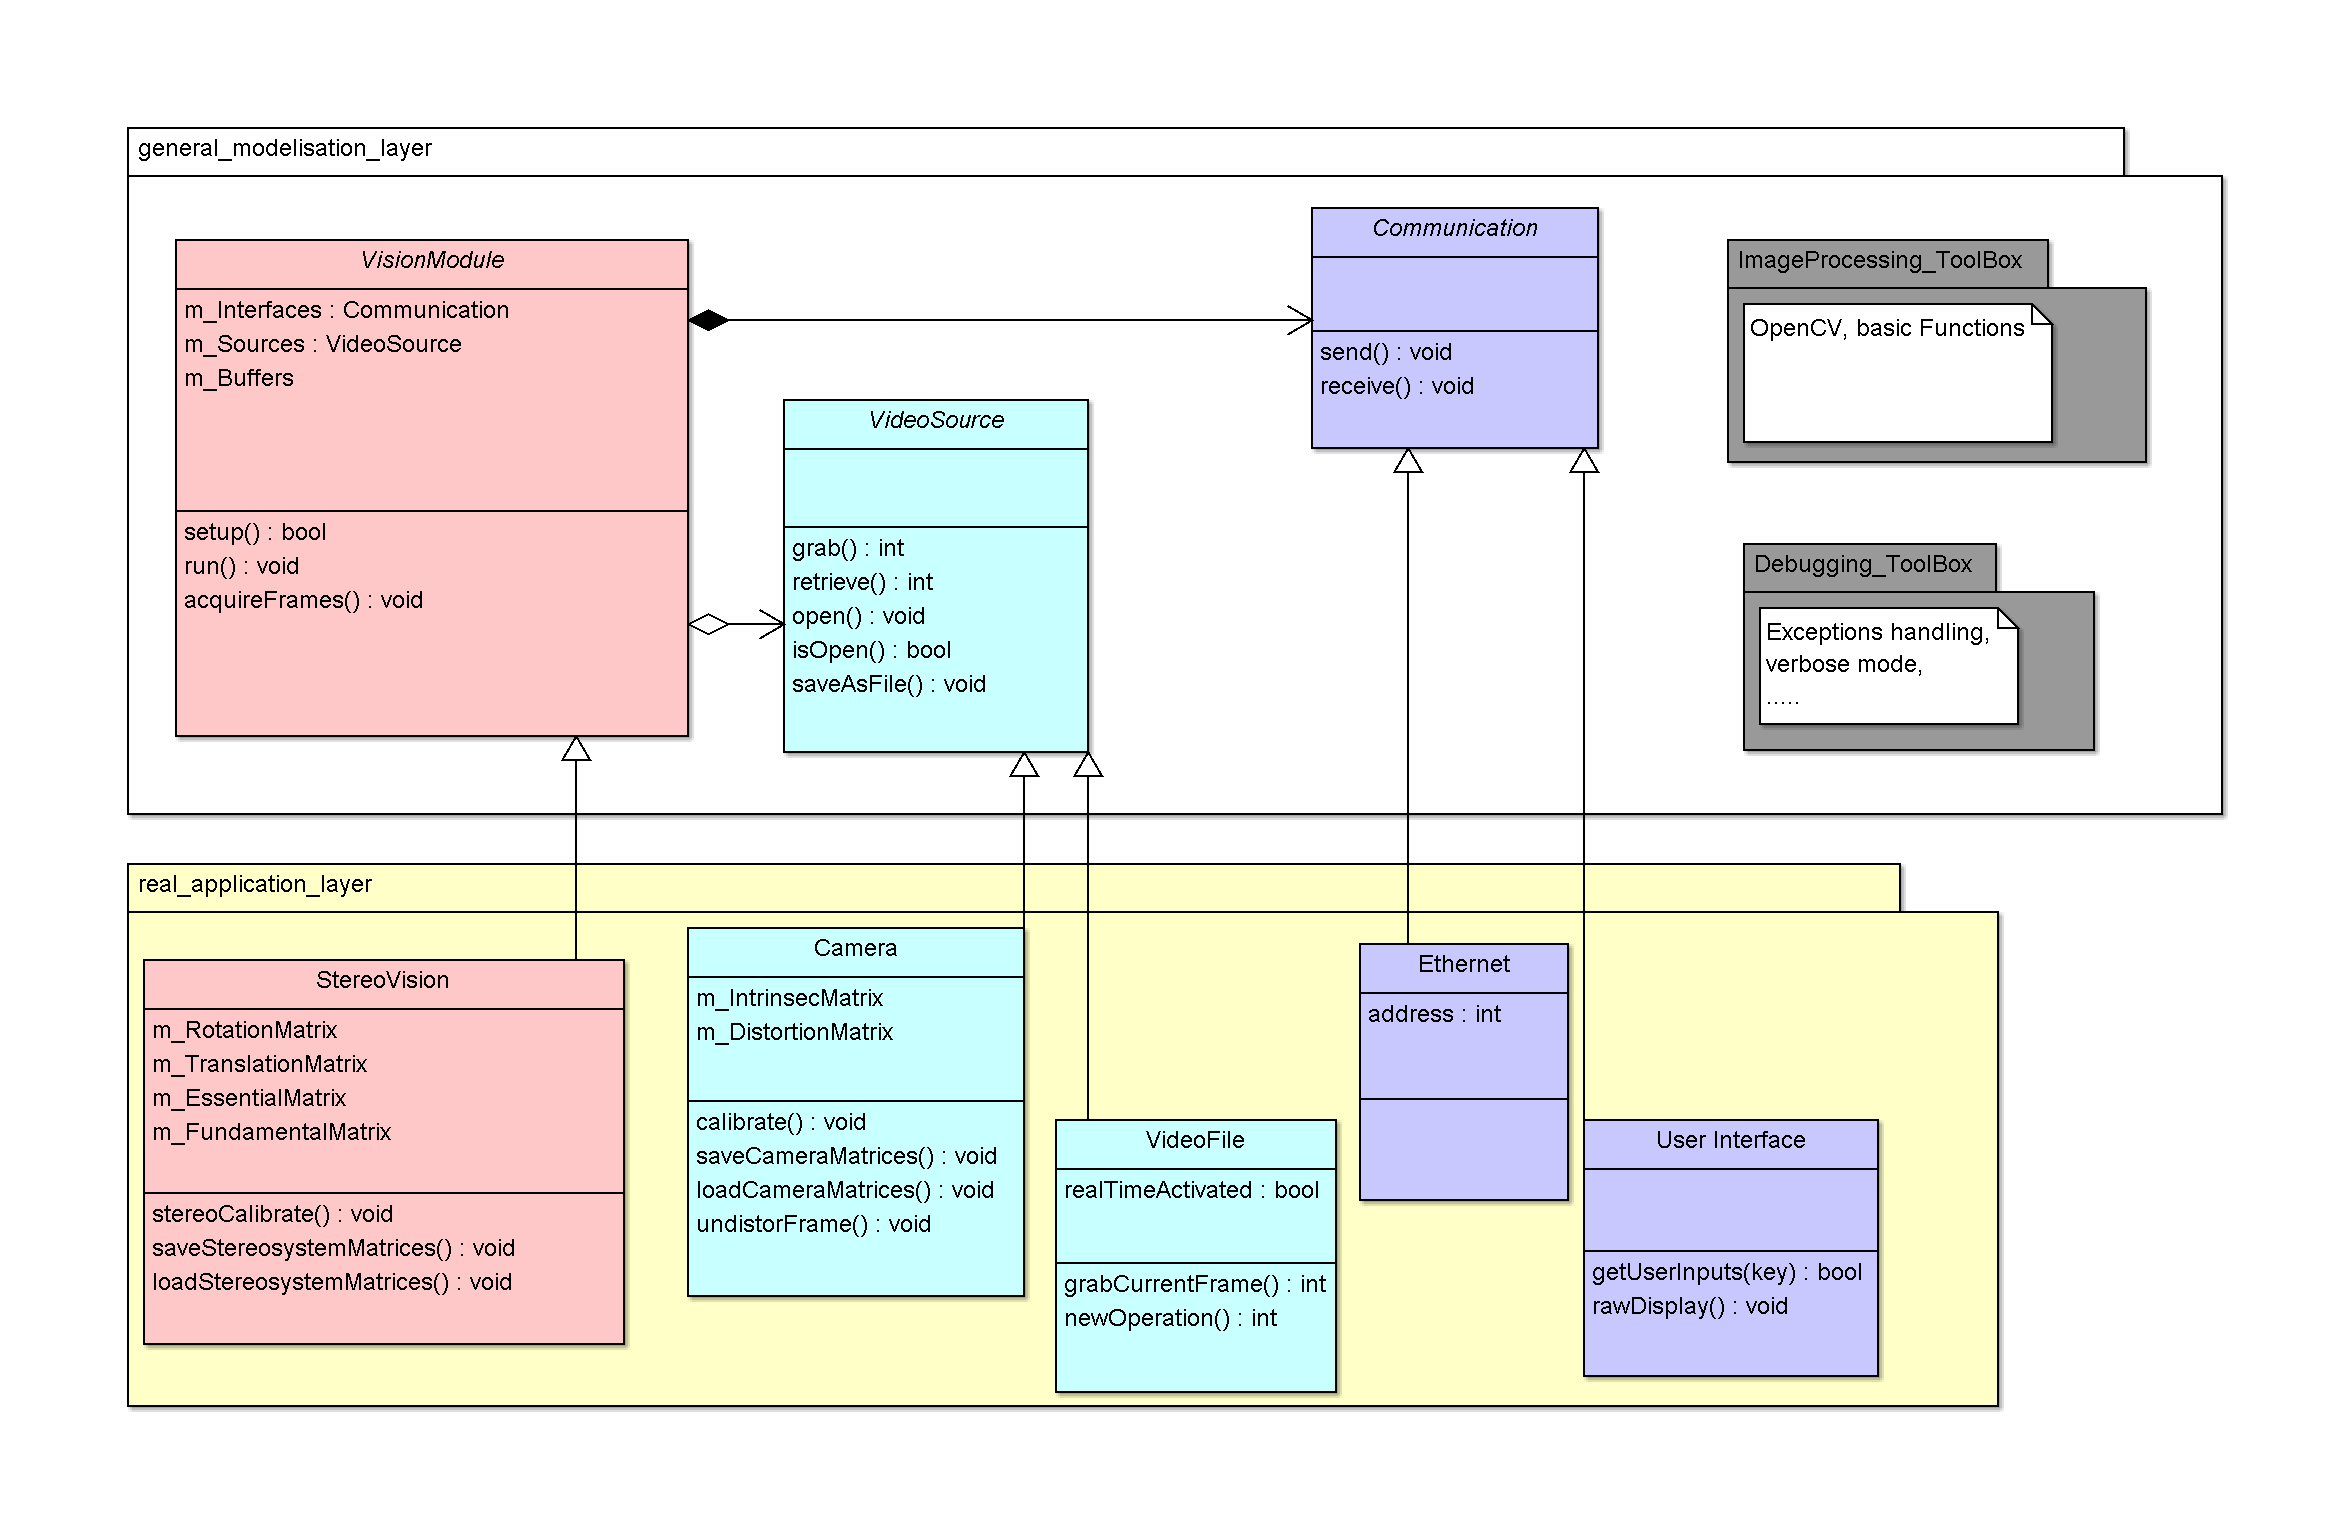 general_modelisation_layer
VisionModule
m_Interfaces : Communication
m_Sources : VideoSource
m_Buffers
setup() : bool
run() : void
acquireFrames() : void
VideoSource
grab() : int
retrieve() : int
open() : void
isOpen() : bool
saveAsFile() : void
Communication
send() : void
receive() : void
ImageProcessing_ToolBox
OpenCV, basic Functions
Debugging_ToolBox
Exceptions handling,
verbose mode,
.....
real_application_layer
StereoVision
m_RotationMatrix
m_TranslationMatrix
m_EssentialMatrix
m_FundamentalMatrix
stereoCalibrate() : void
saveStereosystemMatrices() : void
loadStereosystemMatrices() : void
Camera
m_IntrinsecMatrix
m_DistortionMatrix
calibrate() : void
saveCameraMatrices() : void
loadCameraMatrices() : void
undistorFrame() : void
VideoFile
realTimeActivated : bool
grabCurrentFrame() : int
newOperation() : int
Ethernet
address : int
User Interface
getUserInputs(key) : bool
rawDisplay() : void